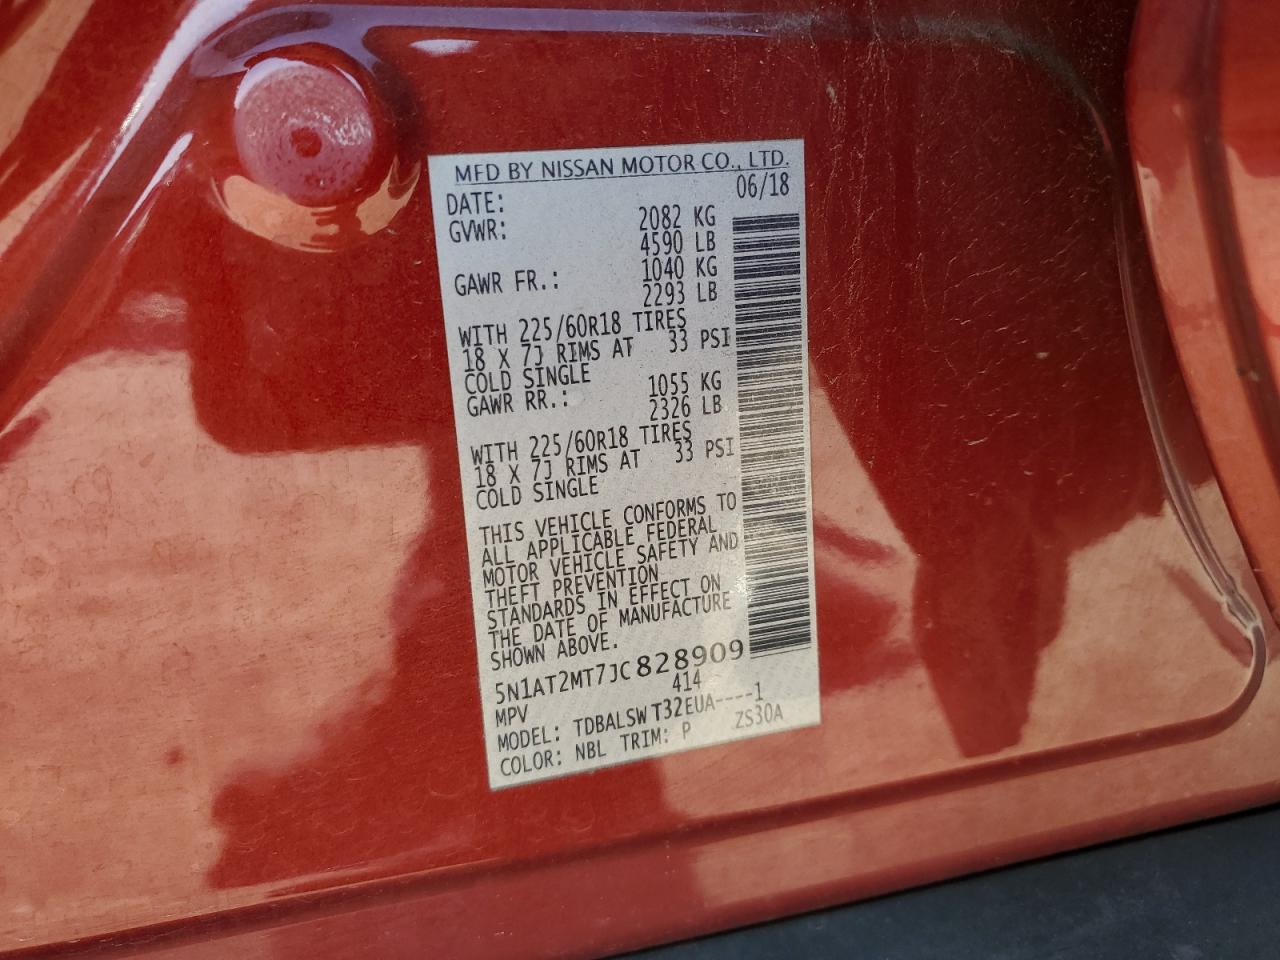 MFD BY NISSAN MOTOR CO., LTD.
DATE: 06/18
GVWR: 2082 KG
4590 LB
GAWR FR.: 1040 KG
2293 LB
WITH 225/60R18 TIRES
18 X 7J RIMS AT 33 PSI
COLD SINGLE
GAWR RR.: 1055 KG
2326 LB
WITH 225/60R18 TIRES
18 X 7J RIMS AT 33 PSI
COLD SINGLE
THIS VEHICLE CONFORMS TO
ALL APPLICABLE FEDERAL
MOTOR VEHICLE SAFETY AND
THEFT PREVENTION
STANDARDS IN EFFECT ON
THE DATE OF MANUFACTURE
SHOWN ABOVE.
5N1AT2MT7JC828909
MPV 414
MODEL: TDBALSW T32EUA----1
COLOR: NBL TRIM: P ZS30A